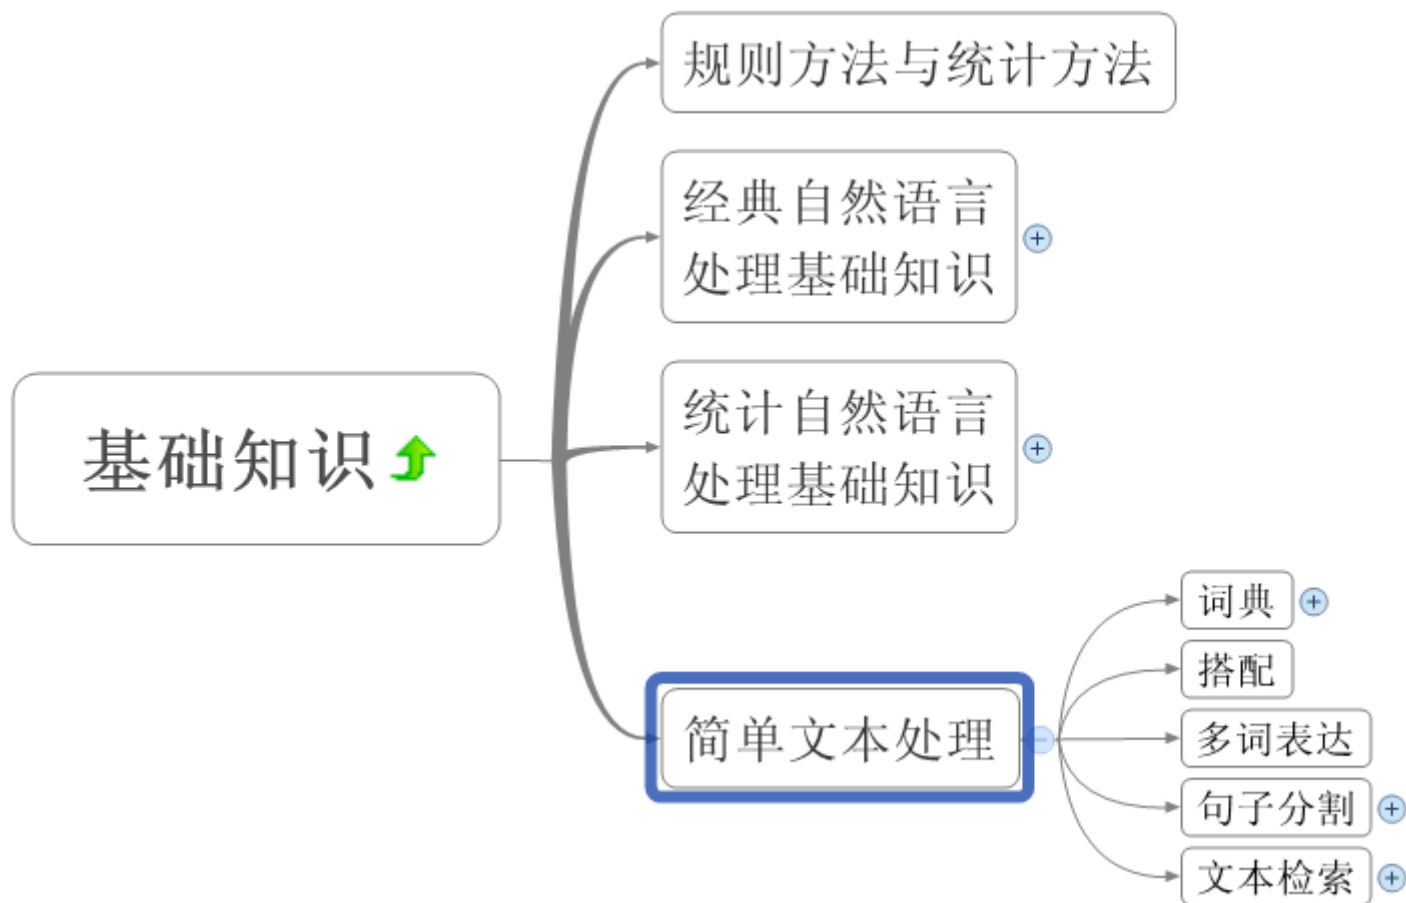 规则方法与统计方法
经典自然语言
处理基础知识
统计自然语言
处理基础知识
基础知识
简单文本处理
词典
搭配
多词表达
句子分割
文本检索